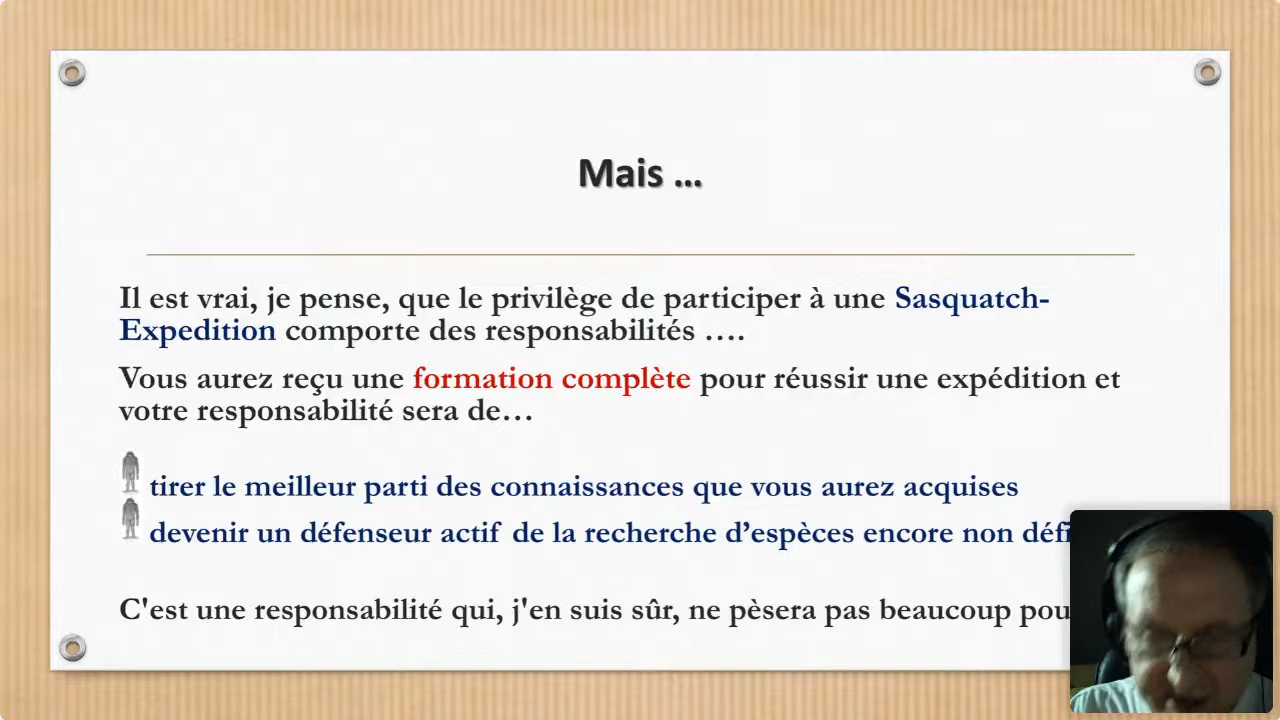 Mais …
Il est vrai, je pense, que le privilège de participer à une Sasquatch-
Expedition comporte des responsabilités ….
Vous aurez reçu une formation complète pour réussir une expédition et
votre responsabilité sera de…
tirer le meilleur parti des connaissances que vous aurez acquises
devenir un défenseur actif de la recherche d’espèces encore non
C'est une responsabilité qui, j'en suis sûr, ne pèsera pas beaucoup